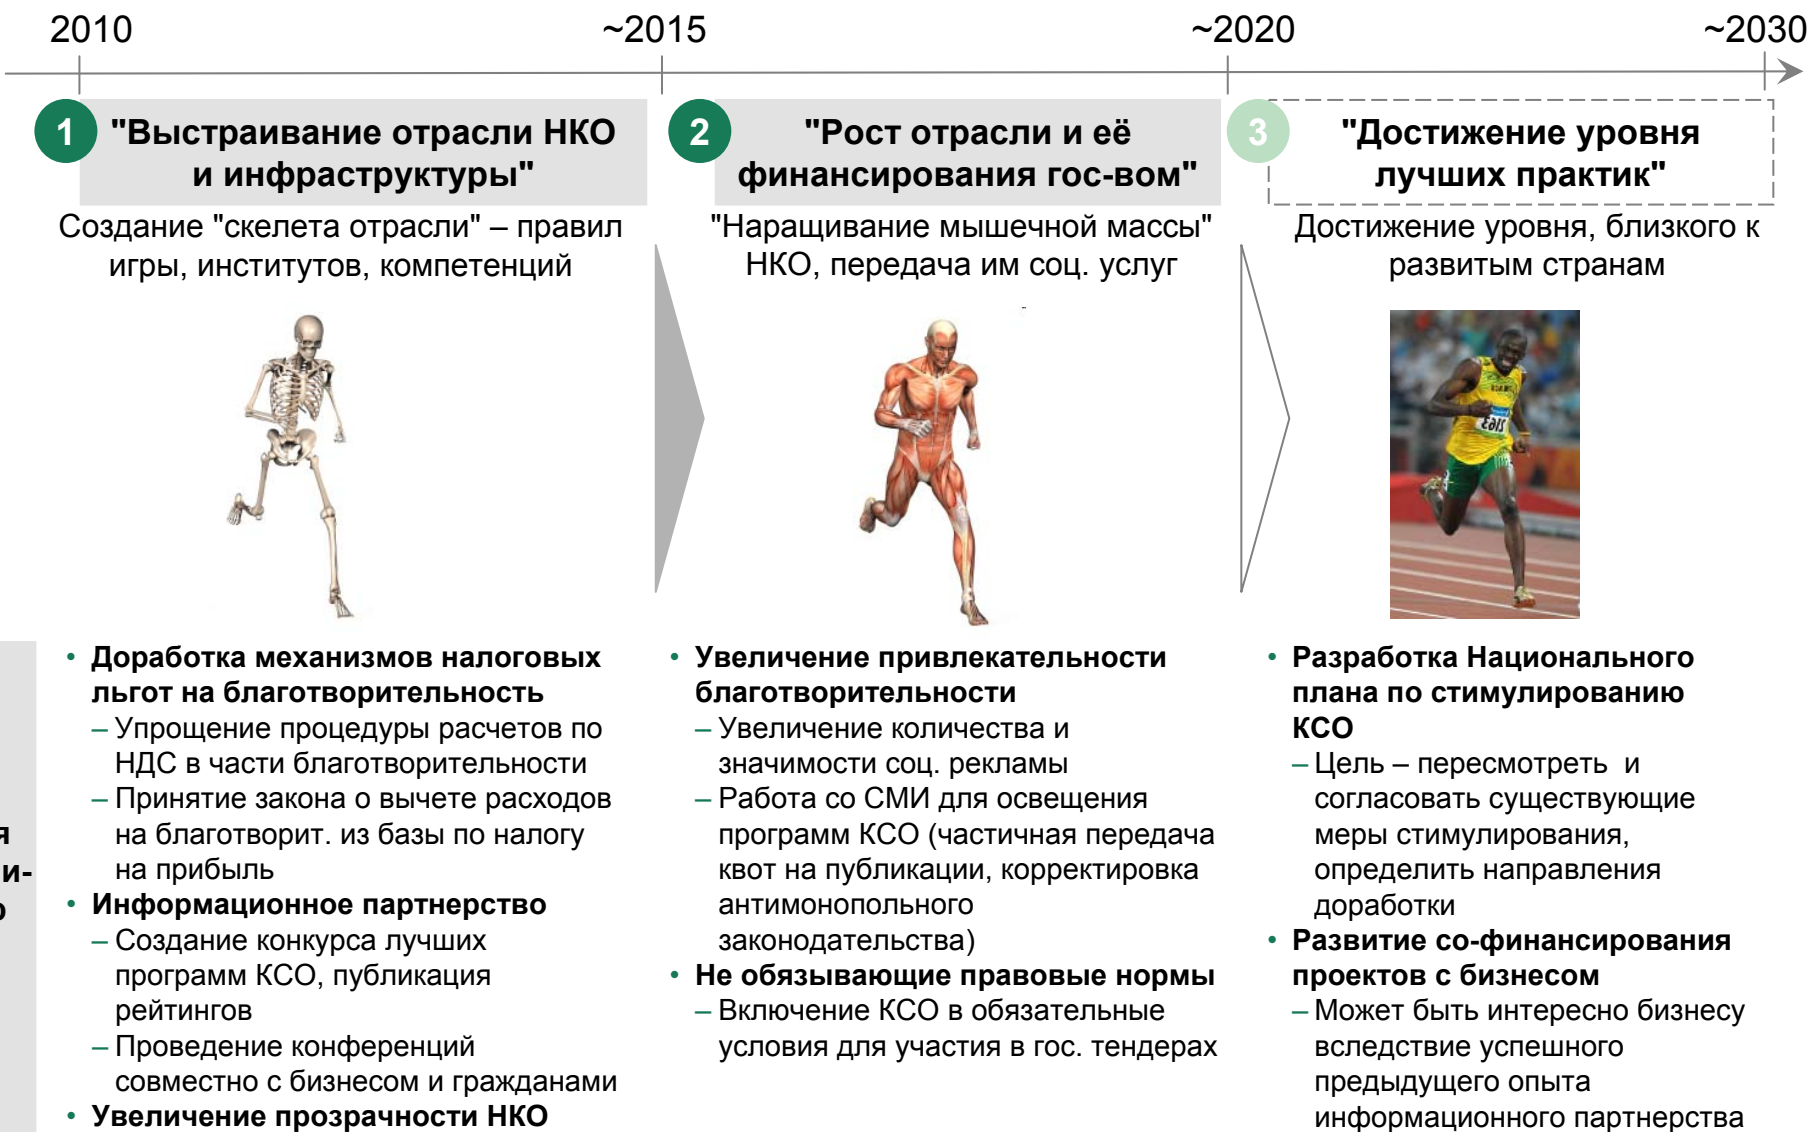 2010
~2015
~2020
~2030
1
"Выстраивание отрасли НКО
и инфраструктуры"
Создание "скелета отрасли" – правил
игры, институтов, компетенций
2
"Рост отрасли и её
финансирования гос-вом"
"Наращивание мышечной массы"
НКО, передача им соц. услуг
3
"Достижение уровня
лучших практик"
Достижение уровня, близкого к
развитым странам
я
и-
• Доработка механизмов налоговых
льгот на благотворительность
– Упрощение процедуры расчетов по
НДС в части благотворительности
– Принятие закона о вычете расходов
на благотворит. из базы по налогу
на прибыль
• Информационное партнерство
– Создание конкурса лучших
программ КСО, публикация
рейтингов
– Проведение конференций
совместно с бизнесом и гражданами
• Увеличение прозрачности НКО
• Увеличение привлекательности
благотворительности
– Увеличение количества и
значимости соц. рекламы
– Работа со СМИ для освещения
программ КСО (частичная передача
квот на публикации, корректировка
антимонопольного
законодательства)
• Не обязывающие правовые нормы
– Включение КСО в обязательные
условия для участия в гос. тендерах
• Разработка Национального
плана по стимулированию
КСО
– Цель – пересмотреть и
согласовать существующие
меры стимулирования,
определить направления
доработки
• Развитие со-финансирования
проектов с бизнесом
– Может быть интересно бизнесу
вследствие успешного
предыдущего опыта
информационного партнерства